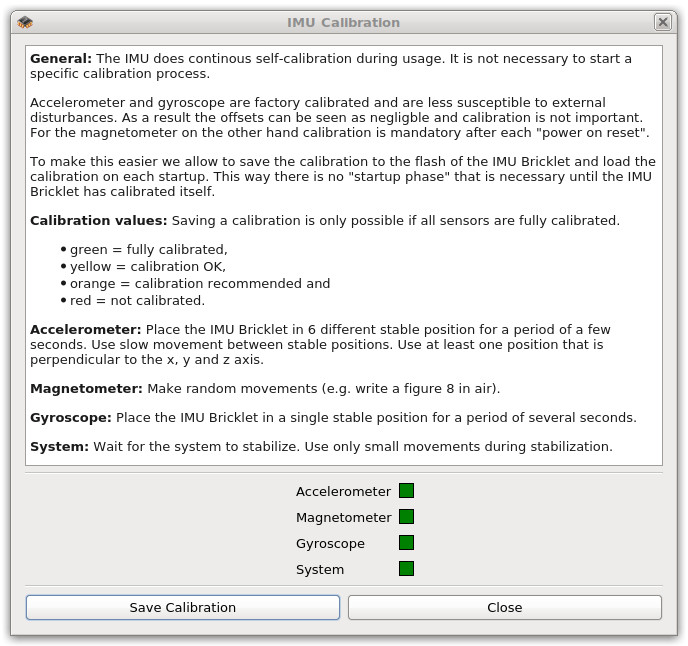 IMU Calibration
General: The IMU does continous self-calibration during usage. It is not necessary to start a
specific calibration process.
Accelerometer and gyroscope are factory calibrated and are less susceptible to external
disturbances. As a result the offsets can be seen as negligble and calibration is not important.
For the magnetometer on the other hand calibration is mandatory after each "power on reset".
To make this easier we allow to save the calibration to the flash of the IMU Bricklet and load the
calibration on each startup. This way there is no "startup phase" that is necessary until the IMU
Bricklet has calibrated itself.
Calibration values: Saving a calibration is only possible if all sensors are fully calibrated.
• green = fully calibrated,
• yellow = calibration OK,
• orange = calibration recommended and
• red = not calibrated.
Accelerometer: Place the IMU Bricklet in 6 different stable position for a period of a few
seconds. Use slow movement between stable positions. Use at least one position that is
perpendicular to the x, y and z axis.
Magnetometer: Make random movements (e.g. write a figure 8 in air).
Gyroscope: Place the IMU Bricklet in a single stable position for a period of several seconds.
System: Wait for the system to stabilize. Use only small movements during stabilization.
Accelerometer
Magnetometer
Gyroscope
System
Save Calibration
Close